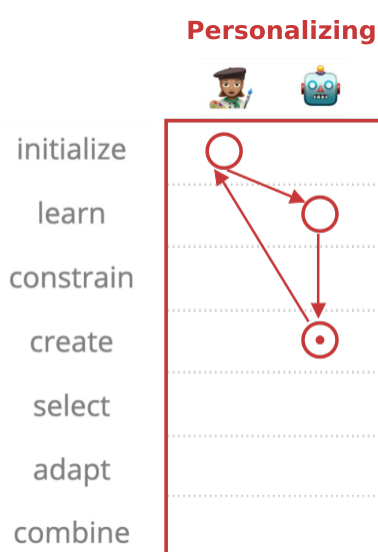 Personalizing
initialize
learn
constrain
create
select
adapt
combine